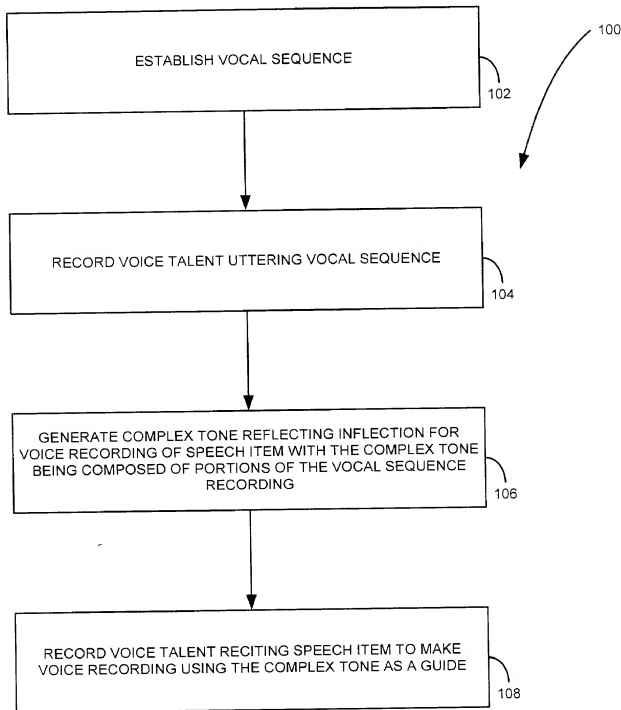 ESTABLISH VOCAL SEQUENCE
100
102
RECORD VOICE TALENT UTTERING VOCAL SEQUENCE
104
GENERATE COMPLEX TONE REFLECTING INFLECTION FOR
VOICE RECORDING OF SPEECH ITEM WITH THE COMPLEX TONE
BEING COMPOSED OF PORTIONS OF THE VOCAL SEQUENCE
RECORDING
106
RECORD VOICE TALENT RECITING SPEECH ITEM TO MAKE
VOICE RECORDING USING THE COMPLEX TONE AS A GUIDE
108